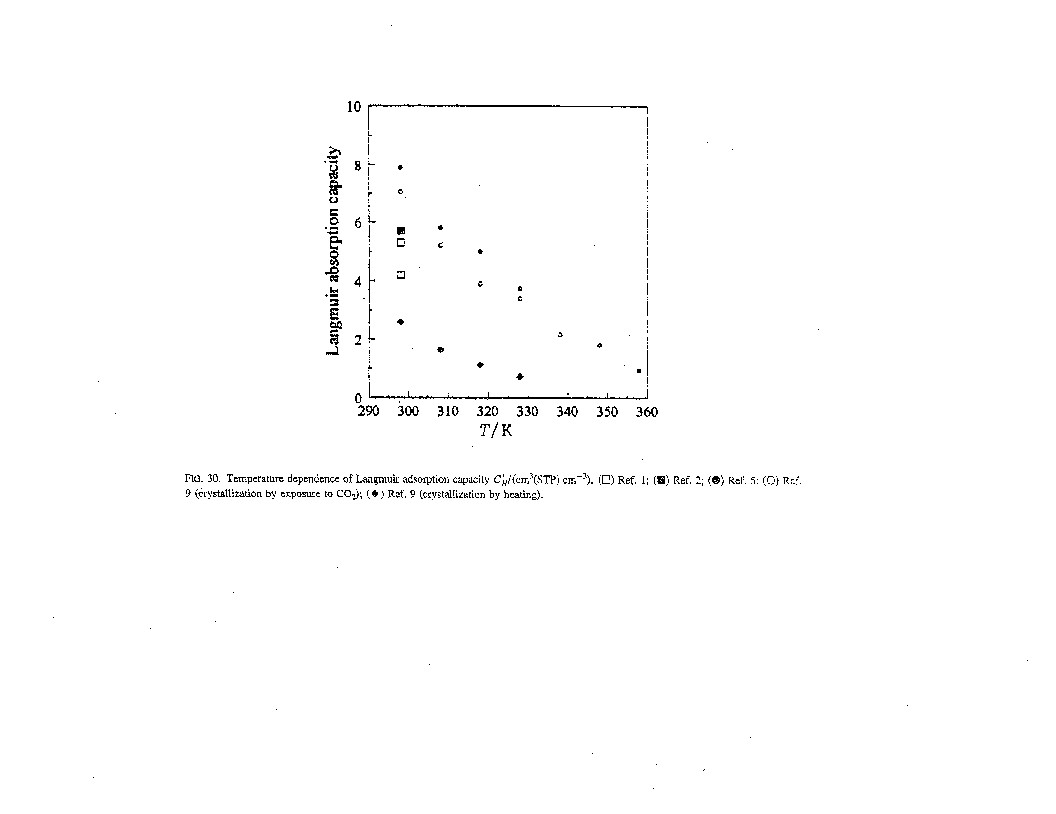 10
8
6
4
2
0
Langmuir absorption capacity
290 300 310 320 330 340 350 360
T/K
FIG. 30. Temperature dependence of Langmuir adsorption capacity C'H/(cm³(STP) cm⁻³). (□) Ref. 1; (■) Ref. 2; (●) Ref. 5; (○) Ref.
9 (crystallization by exposure to CO₂); (◆) Ref. 9 (crystallization by heating).